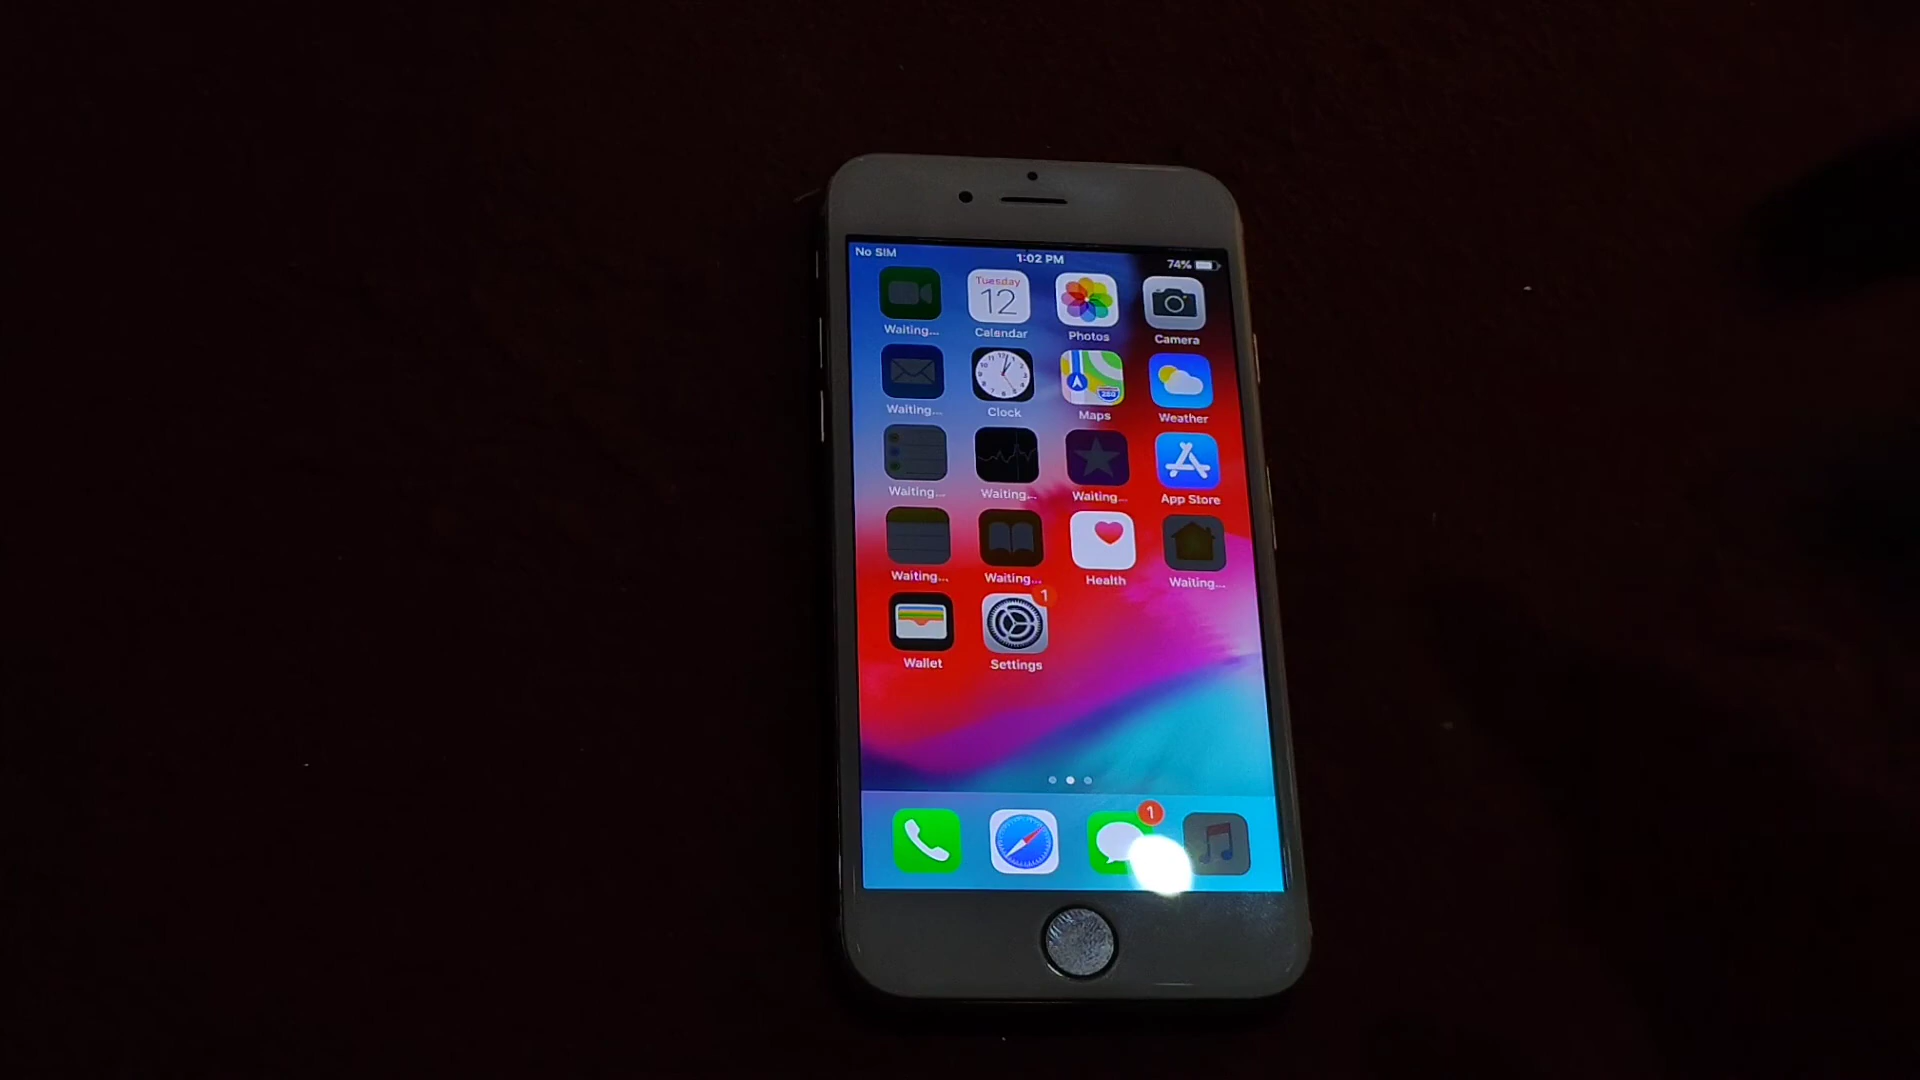 No SIM 1:02 PM 74%
Tuesday
12
Waiting... Calendar Photos Camera
280
Waiting... Clock Maps Weather
Waiting... Waiting... Waiting... App Store
Waiting... Waiting... Health Waiting...
1
Wallet Settings
1